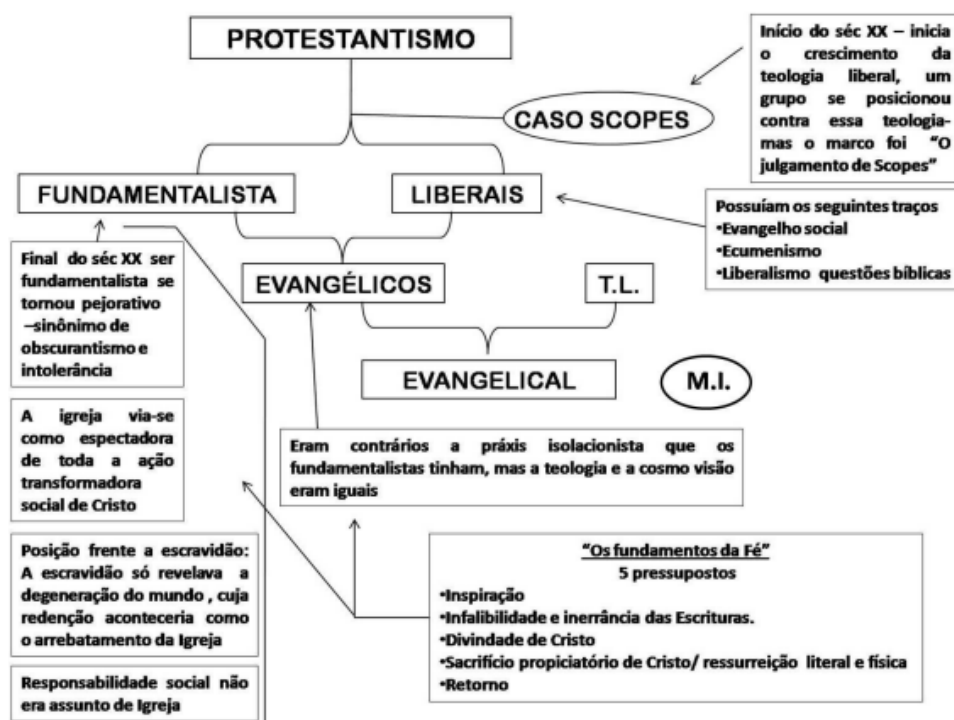 PROTESTANTISMO
Início do séc XX – inicia
o crescimento da
teologia liberal, um
grupo se posicionou
contra essa teologia-
mas o marco foi “O
julgamento de Scopes”
CASO SCOPES
FUNDAMENTALISTA
LIBERAIS
Possuíam os seguintes traços
•Evangelho social
•Ecumenismo
•Liberalismo questões bíblicas
Final do séc XX ser
fundamentalista se
tornou pejorativo
–sinônimo de
obscurantismo e
intolerância
EVANGÉLICOS
T.L.
EVANGELICAL
M.I.
A igreja via-se
como espectadora
de toda a ação
transformadora
social de Cristo
Eram contrários a práxis isolacionista que os
fundamentalistas tinham, mas a teologia e a cosmo visão
eram iguais
Posição frente a escravidão:
A escravidão só revelava a
degeneração do mundo , cuja
redenção aconteceria como
o arrebatamento da Igreja
Responsabilidade social não
era assunto de Igreja
“Os fundamentos da Fé”
5 pressupostos
•Inspiração
•Infalibilidade e inerrância das Escrituras.
•Divindade de Cristo
•Sacrifício propiciatório de Cristo/ ressurreição literal e física
•Retorno